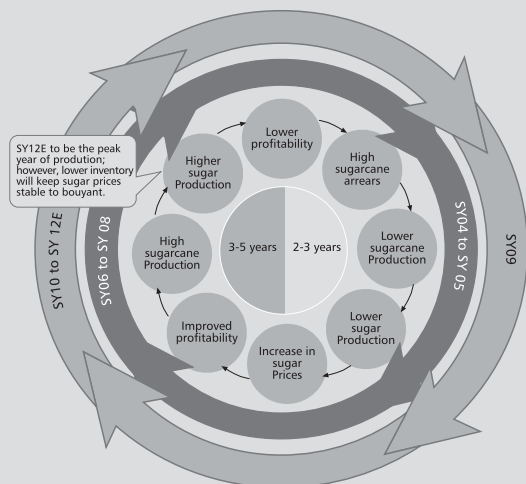 SY12E to be the peak
year of prodution;
however, lower inventory
will keep sugar prices
stable to bouyant.
Lower
profitability
High
sugarcane
arrears
Lower
sugarcane
Production
Lower
sugar
Production
Increase in
sugar
Prices
Improved
profitability
High
sugarcane
Production
Higher
sugar
Production
3-5 years
2-3 years
SY10 to SY 12E
SY06 to SY 08
SY04 to SY 05
SY09